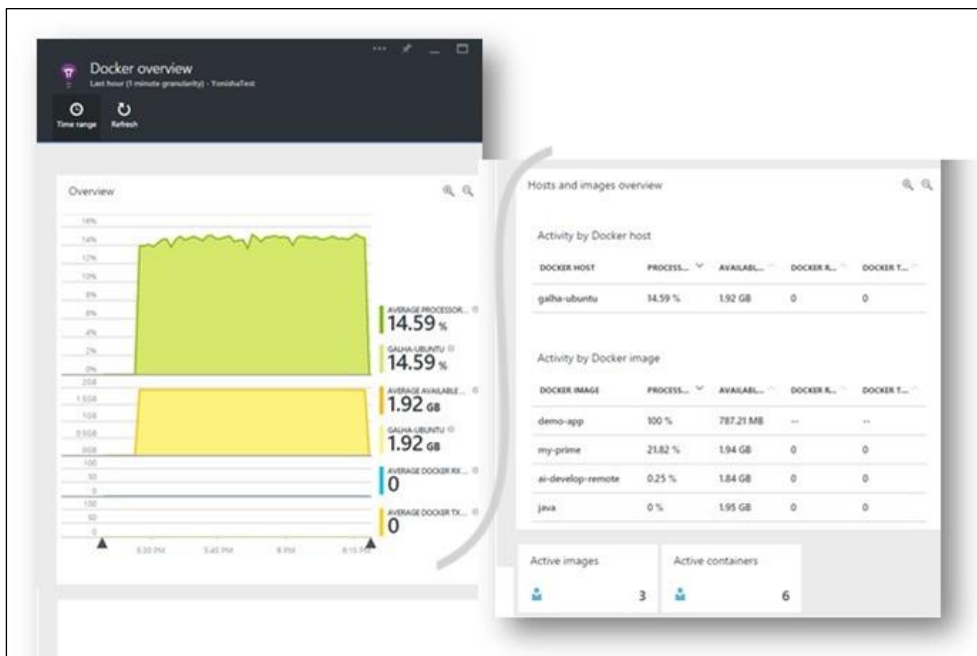 Docker overview
Last hour (1 minute granularity) - YonishaTest
Time range
Refresh
Overview
16%
14%
12%
10%
8%
6%
4%
2%
0%
2GB
1.5GB
1GB
0.5GB
0GB
100
50
0
100
50
0
5:30 PM 5:45 PM 6 PM 6:15 PM
AVERAGE PROCESSOR...
14.59 %
GALHA-UBUNTU
14.59 %
AVERAGE AVAILABLE...
1.92 GB
GALHA-UBUNTU
1.92 GB
AVERAGE DOCKER RX ...
0
AVERAGE DOCKER TX ...
0
Hosts and images overview
Activity by Docker host
DOCKER HOST PROCESS... AVAILABL... DOCKER R... DOCKER T...
galha-ubuntu 14.59 % 1.92 GB 0 0
Activity by Docker image
DOCKER IMAGE PROCESS... AVAILABL... DOCKER R... DOCKER T...
demo-app 100 % 787.21 MB -- --
my-prime 21.82 % 1.94 GB 0 0
ai-develop-remote 0.25 % 1.84 GB 0 0
java 0 % 1.95 GB 0 0
Active images
3
Active containers
6